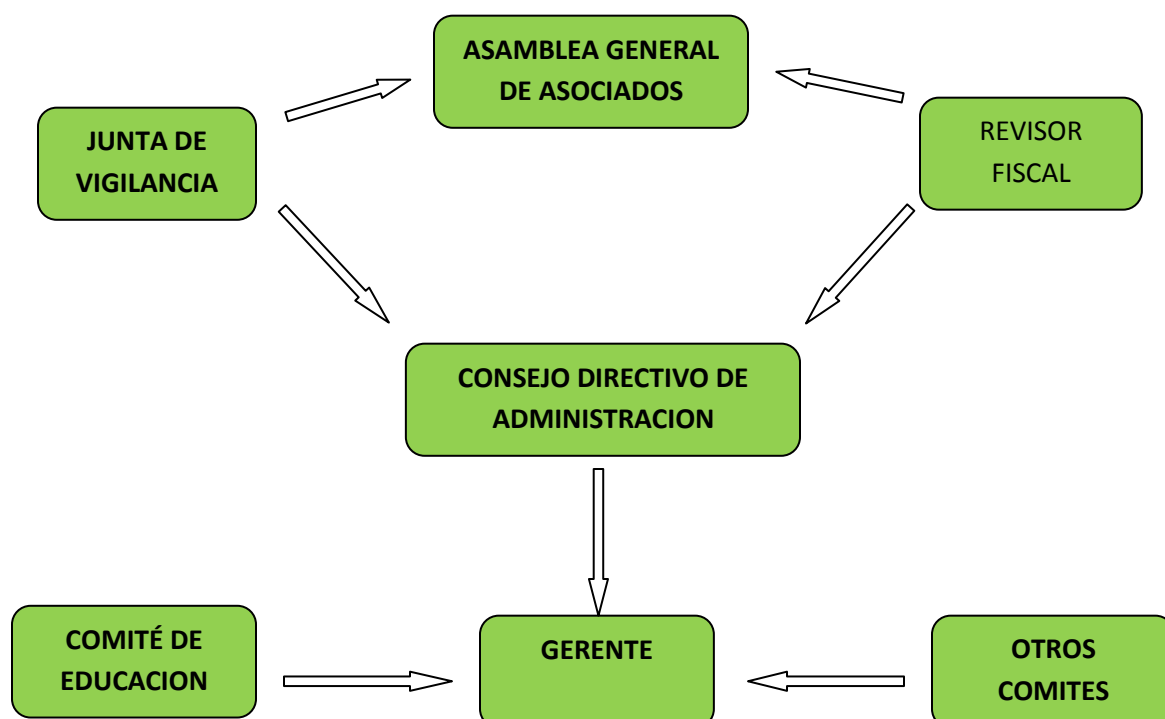 ASAMBLEA GENERAL
DE ASOCIADOS
JUNTA DE
VIGILANCIA
REVISOR
FISCAL
CONSEJO DIRECTIVO DE
ADMINISTRACION
COMITÉ DE
EDUCACION
GERENTE
OTROS
COMITES